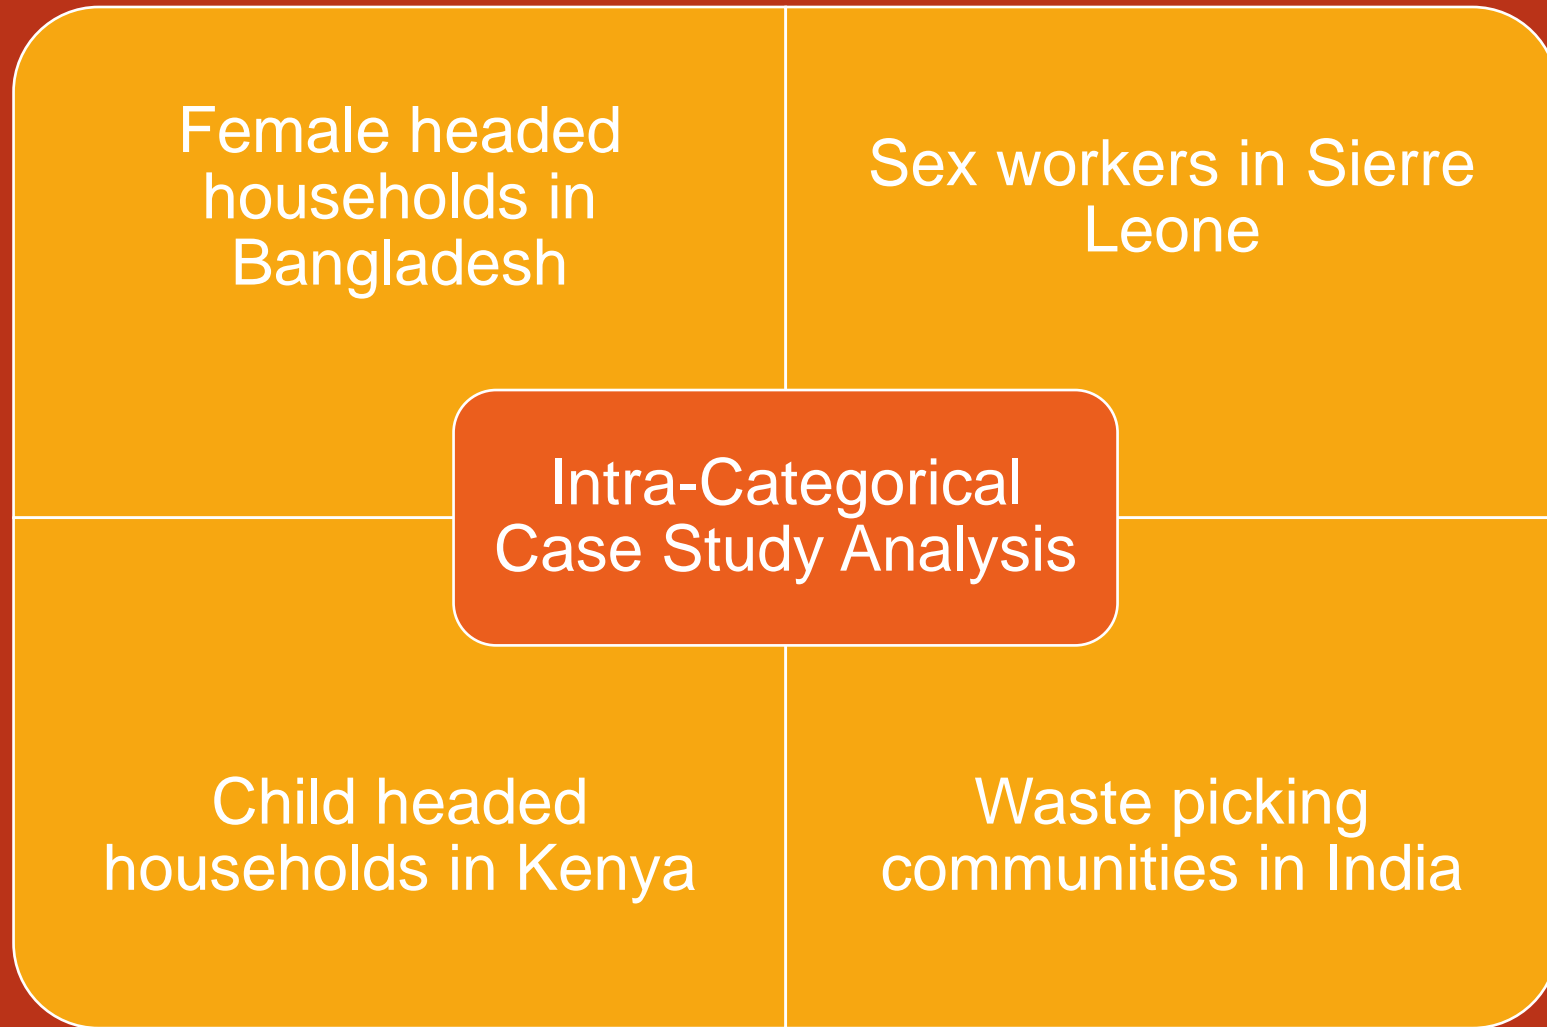 Female headed
households in
Bangladesh
Sex workers in Sierre
Leone
Intra-Categorical
Case Study Analysis
Child headed
households in Kenya
Waste picking
communities in India